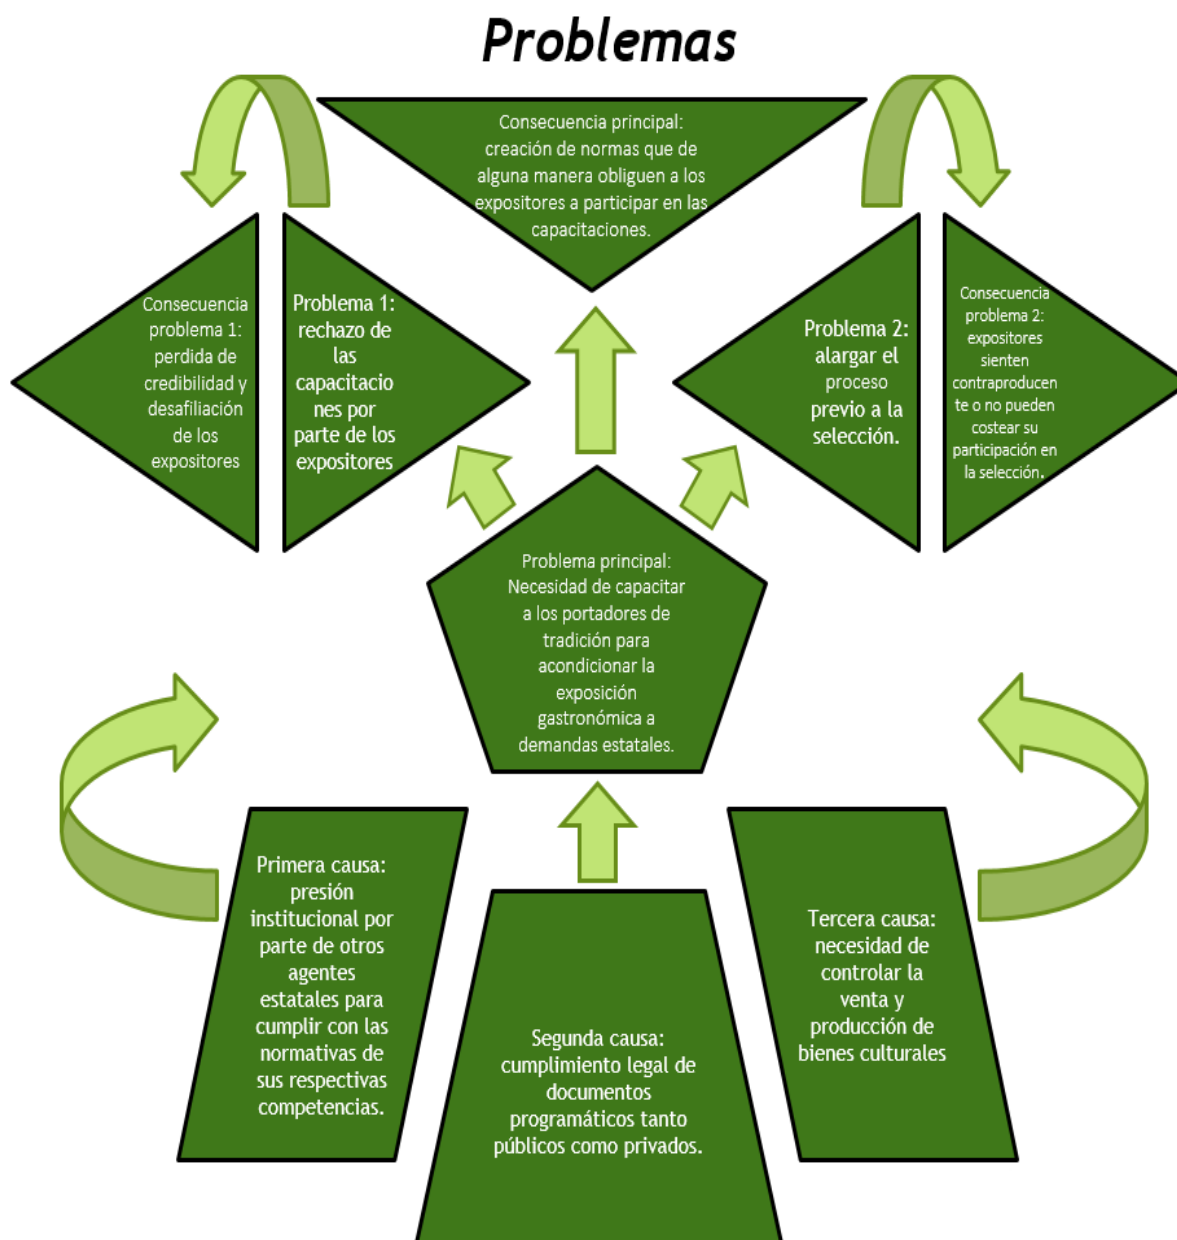 Problemas
Consecuencia principal:
creación de normas que de
alguna manera obliguen a los
expositores a participar en las
capacitaciones.
Consecuencia
problema 1:
perdida de
credibilidad y
desafiliación
de los
expositores
Problema 1:
rechazo de
las
capacitacio
nes por
parte de los
expositores
Problema 2:
alargar el
proceso
previo a la
selección.
Consecuencia
problema 2:
expositores
sienten
contraproducen
te o no pueden
costear su
participación en
la selección.
Problema principal:
Necesidad de capacitar
a los portadores de
tradición para
acondicionar la
exposición
gastronómica a
demandas estatales.
Primera causa:
presión
institucional por
parte de otros
agentes
estatales para
cumplir con las
normativas de
sus respectivas
competencias.
Segunda causa:
cumplimiento legal de
documentos
programáticos tanto
públicos como privados.
Tercera causa:
necesidad de
controlar la
venta y
producción de
bienes culturales